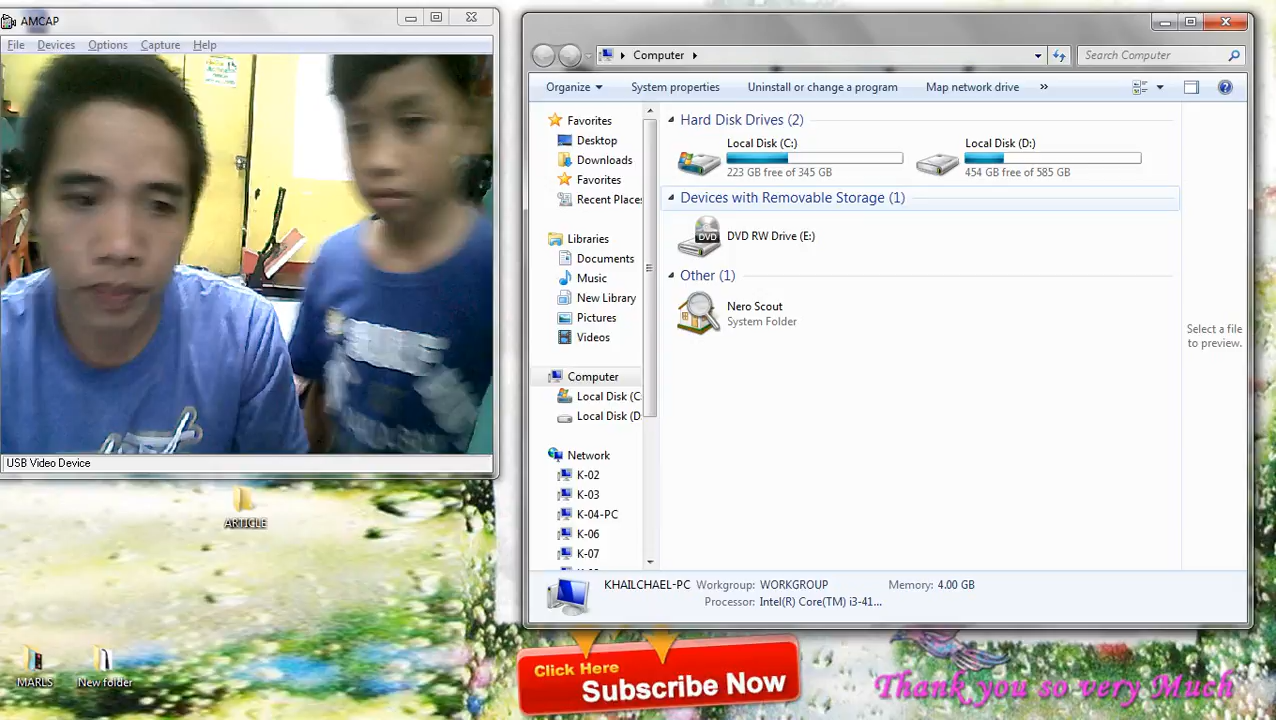 AMCAP
File Devices Options Capture Help
USB Video Device
Computer
Search Computer
Organize System properties Uninstall or change a program Map network drive »
Favorites
Desktop
Downloads
Favorites
Recent Places
Libraries
Documents
Music
New Library
Pictures
Videos
Computer
Local Disk (C
Local Disk (D
Network
K-02
K-03
K-04-PC
K-06
K-07
Hard Disk Drives (2)
Local Disk (C:)
223 GB free of 345 GB
Local Disk (D:)
454 GB free of 585 GB
Devices with Removable Storage (1)
DVD
DVD RW Drive (E:)
Other (1)
Nero Scout
System Folder
Select a file
to preview.
KHAILCHAEL-PC Workgroup: WORKGROUP Memory: 4.00 GB
Processor: Intel(R) Core(TM) i3-41...
ARTICLE
MARLS
New folder
Click Here
Subscribe Now
Thank you so very Much